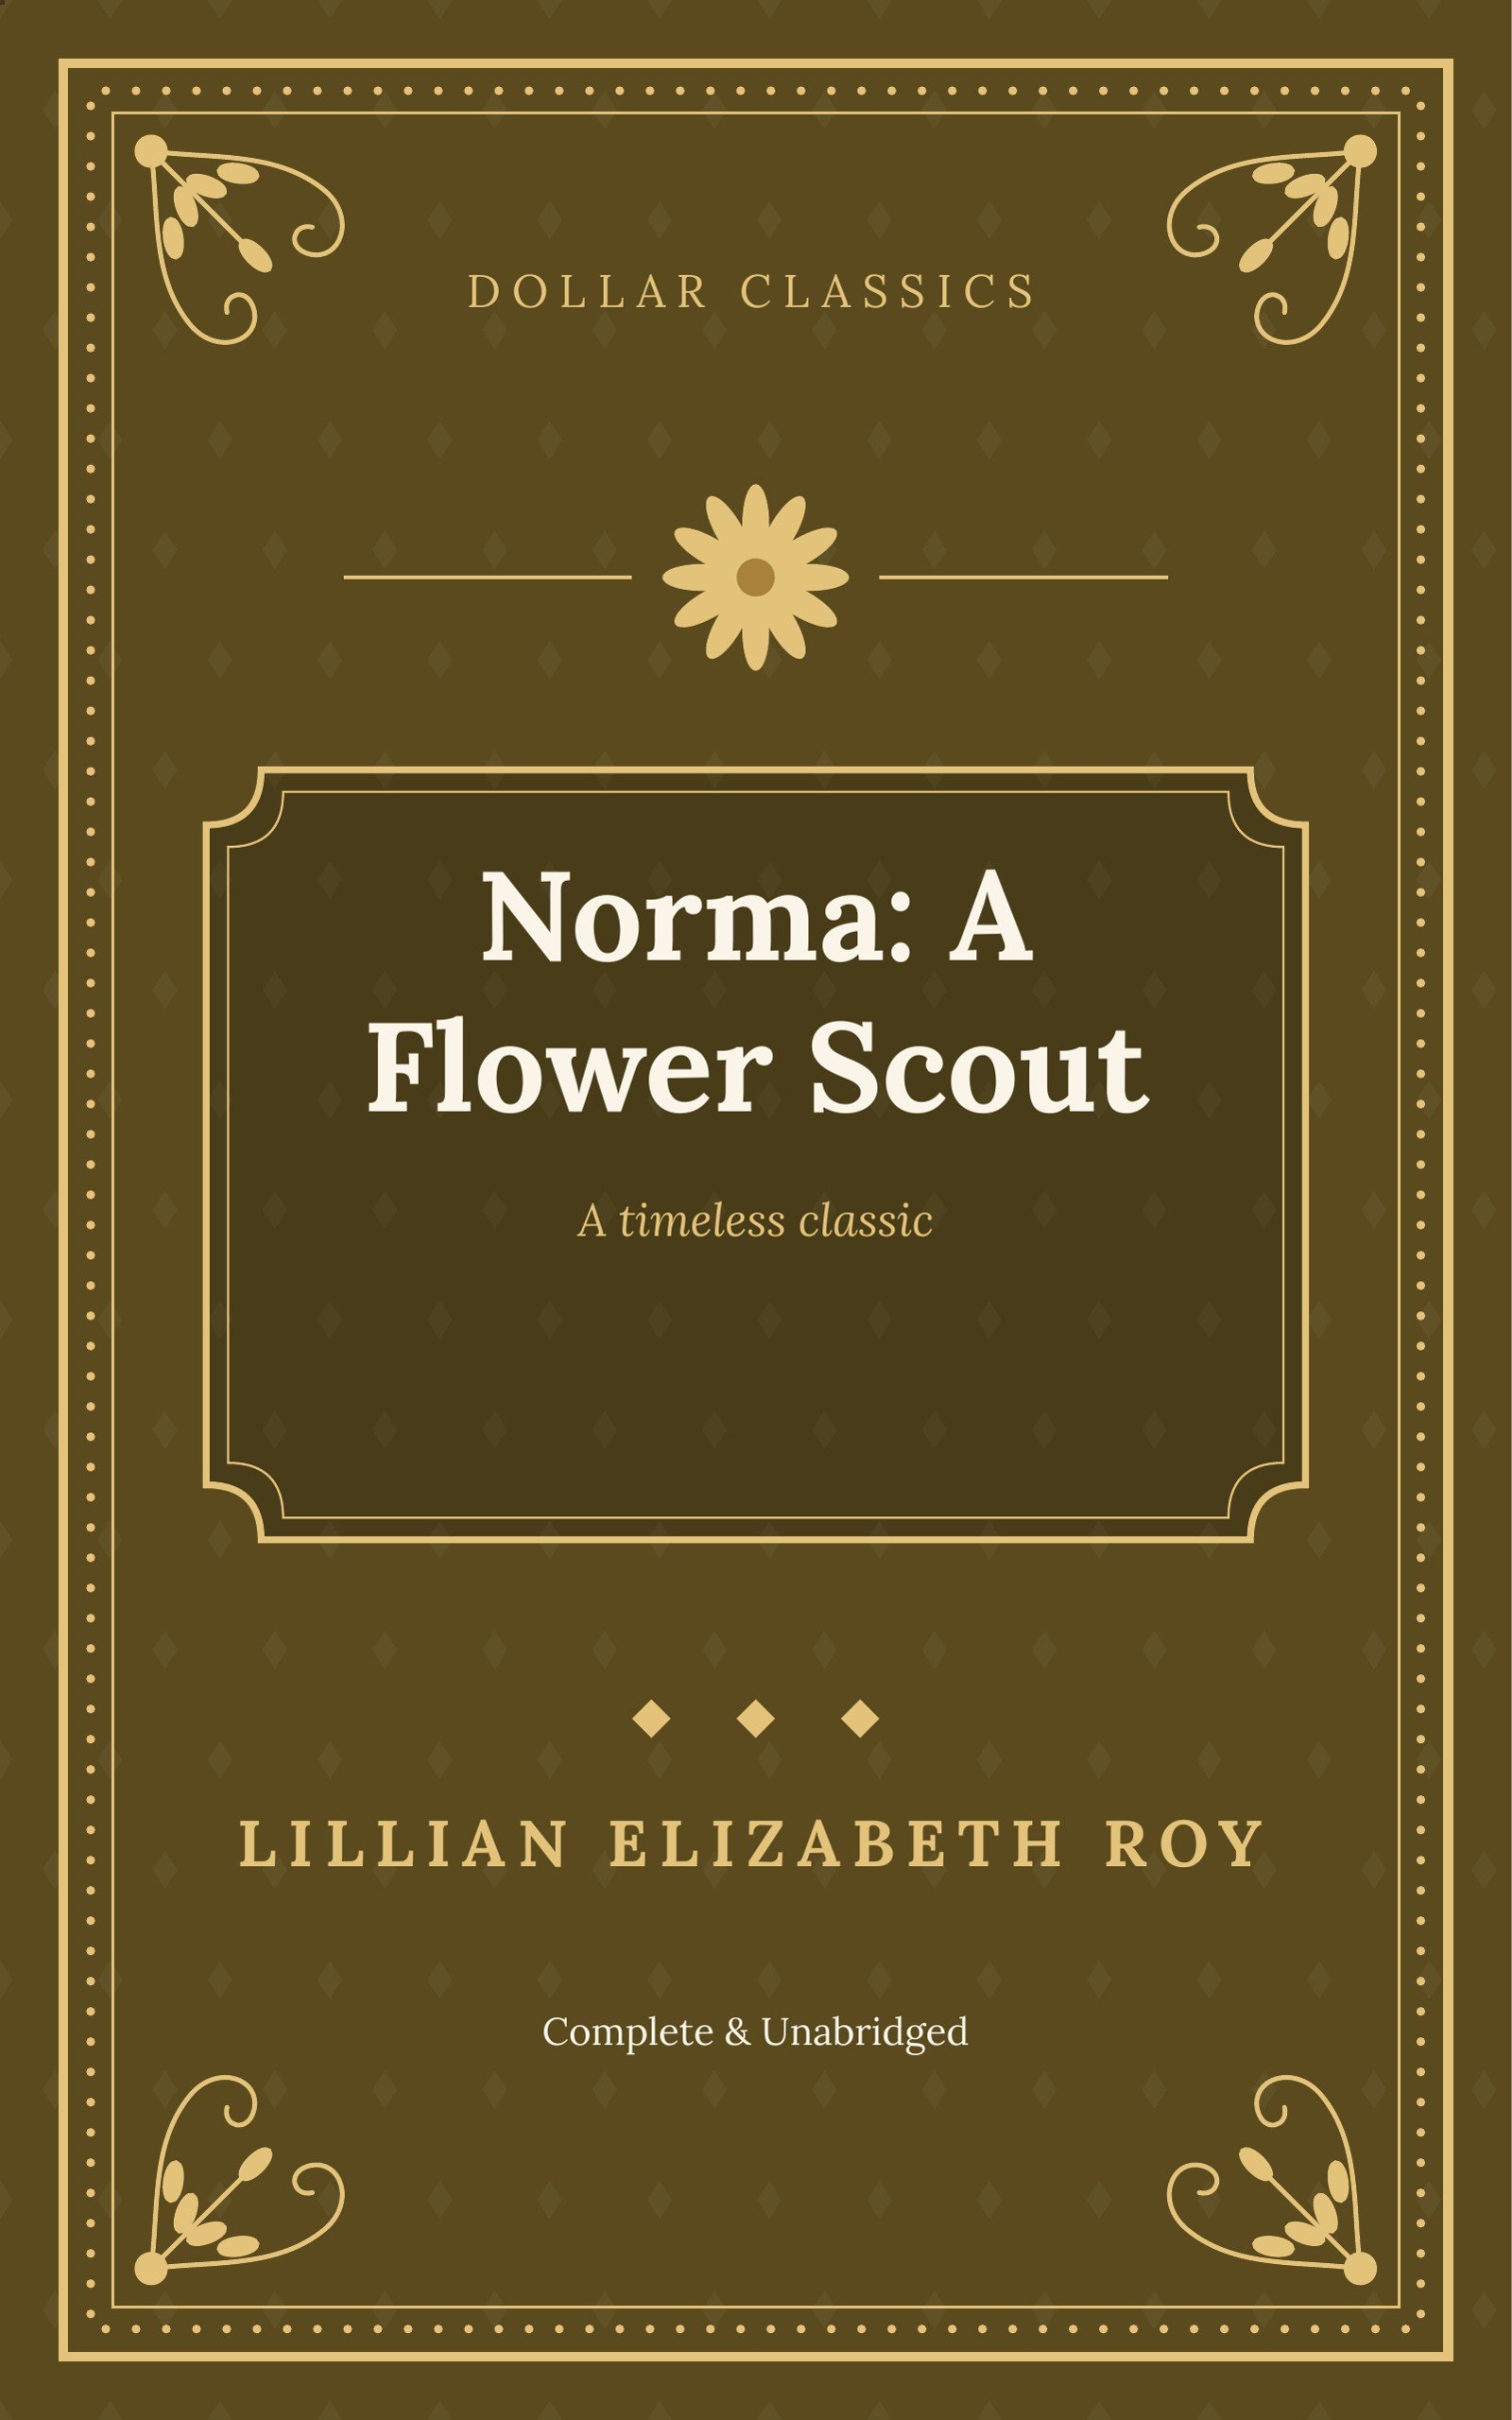 DOLLAR CLASSICS
Norma: A
Flower Scout
A timeless classic
LILLIAN ELIZABETH ROY
Complete & Unabridged